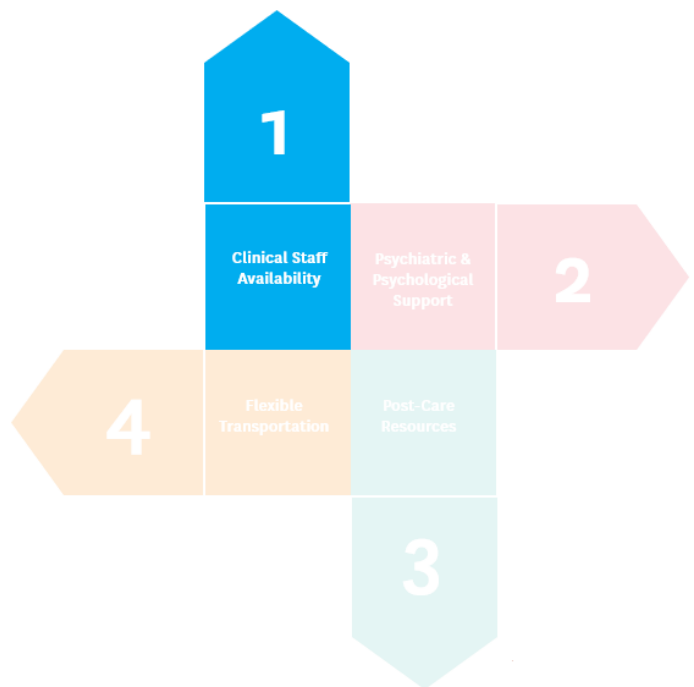 1
Clinical Staff
Availability
Psychiatric &
Psychological
Support
2
4
Flexible
Transportation
Post-Care
Resources
3